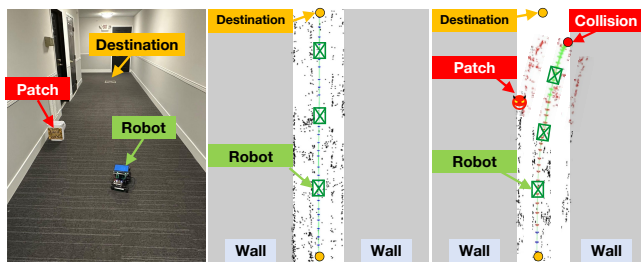 Destination
Patch
Robot
Destination
Robot
Wall
Wall
Destination
Collision
Patch
Robot
Wall
Wall